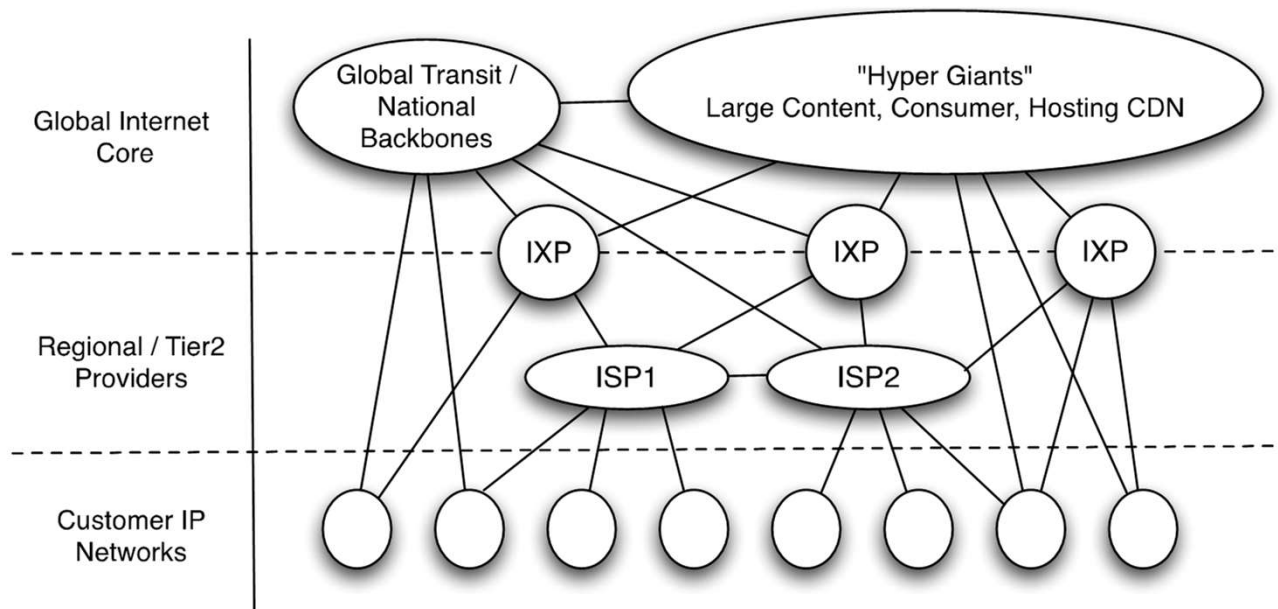 Global Internet
Core
Global Transit /
National
Backbones
"Hyper Giants"
Large Content, Consumer, Hosting CDN
IXP
IXP
IXP
Regional / Tier2
Providers
ISP1
ISP2
Customer IP
Networks